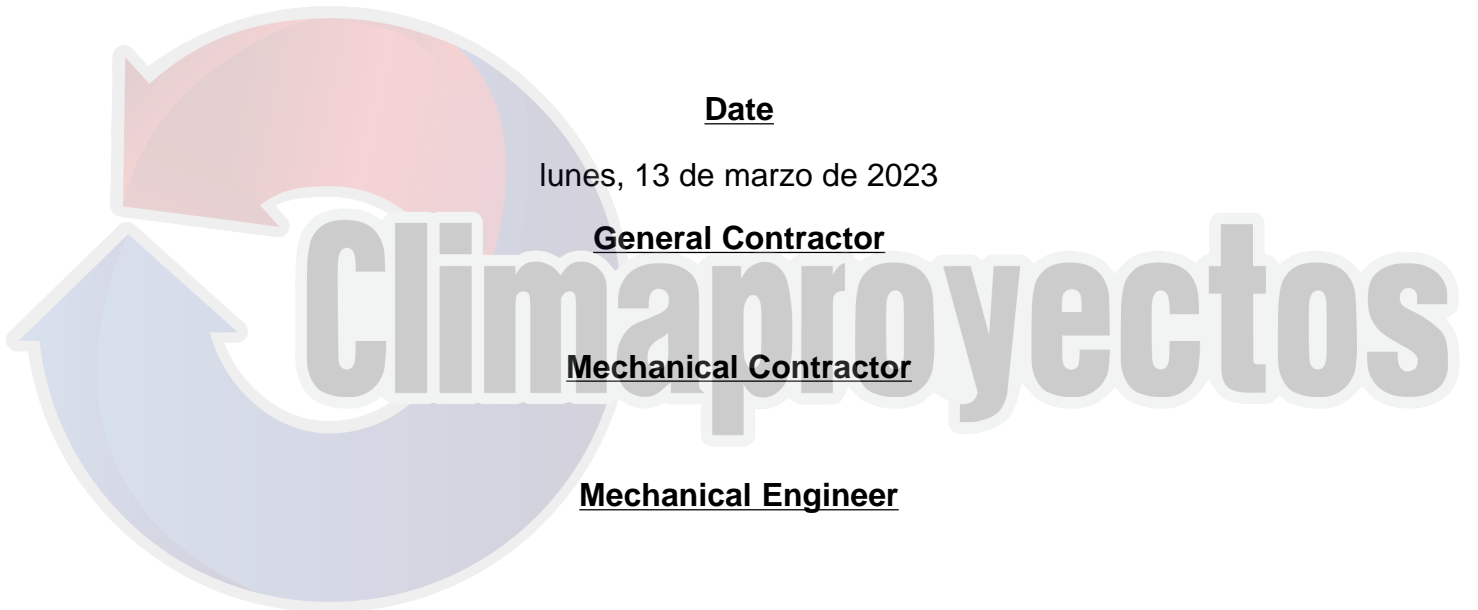 Date
lunes, 13 de marzo de 2023
General Contractor
Climaproyectos
Mechanical Contractor
Mechanical Engineer